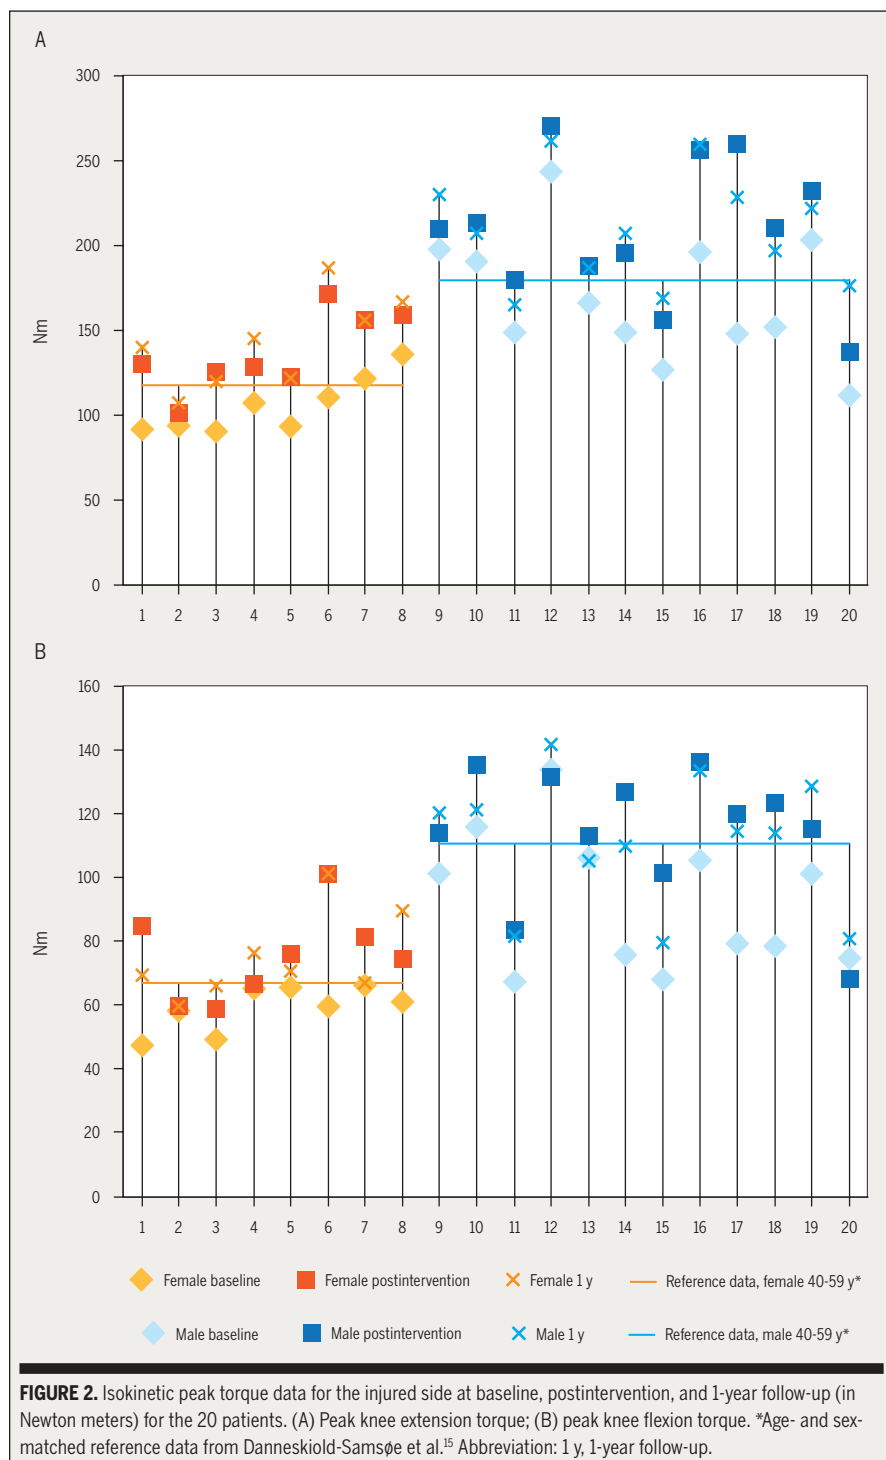 A
300
250
200
150
100
50
0
Nm
1 2 3 4 5 6 7 8 9 10 11 12 13 14 15 16 17 18 19 20
B
160
140
120
100
80
60
40
20
0
Nm
1 2 3 4 5 6 7 8 9 10 11 12 13 14 15 16 17 18 19 20
Female baseline Female postintervention Female 1 y Reference data, female 40-59 y*
Male baseline Male postintervention Male 1 y Reference data, male 40-59 y*
FIGURE 2. Isokinetic peak torque data for the injured side at baseline, postintervention, and 1-year follow-up (in
Newton meters) for the 20 patients. (A) Peak knee extension torque; (B) peak knee flexion torque. *Age- and sex-
matched reference data from Danneskiold-Samsøe et al.15 Abbreviation: 1 y, 1-year follow-up.